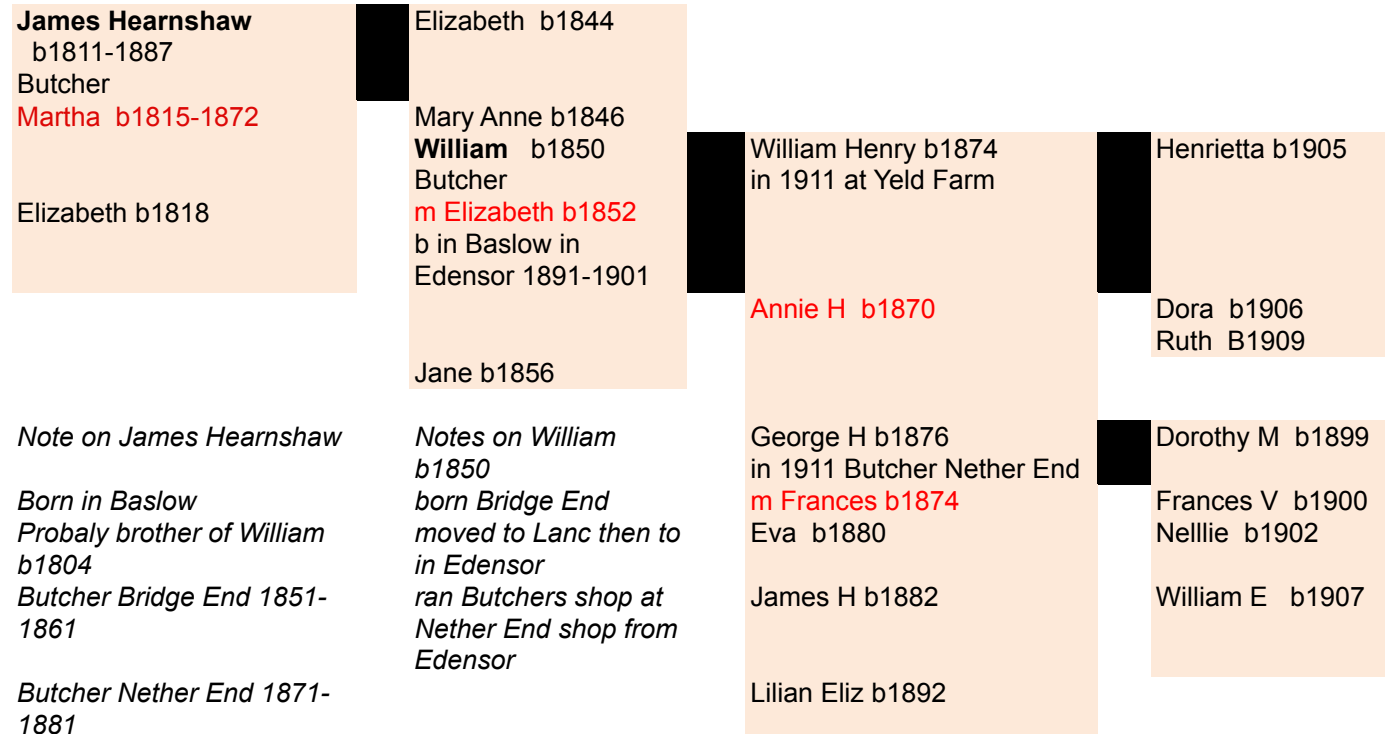 James Hearnshaw
b1811-1887
Butcher
Martha b1815-1872
Elizabeth b1818
Elizabeth b1844
Mary Anne b1846
William b1850
Butcher
m Elizabeth b1852
b in Baslow in
Edensor 1891-1901
Jane b1856
William Henry b1874
in 1911 at Yeld Farm
Annie H b1870
George H b1876
in 1911 Butcher Nether End
m Frances b1874
Eva b1880
James H b1882
Lilian Eliz b1892
Henrietta b1905
Dora b1906
Ruth B1909
Dorothy M b1899
Frances V b1900
Nelllie b1902
William E b1907
Note on James Hearnshaw
Born in Baslow
Probaly brother of William
b1804
Butcher Bridge End 1851-
1861
Butcher Nether End 1871-
1881
Notes on William
b1850
born Bridge End
moved to Lanc then to
in Edensor
ran Butchers shop at
Nether End shop from
Edensor